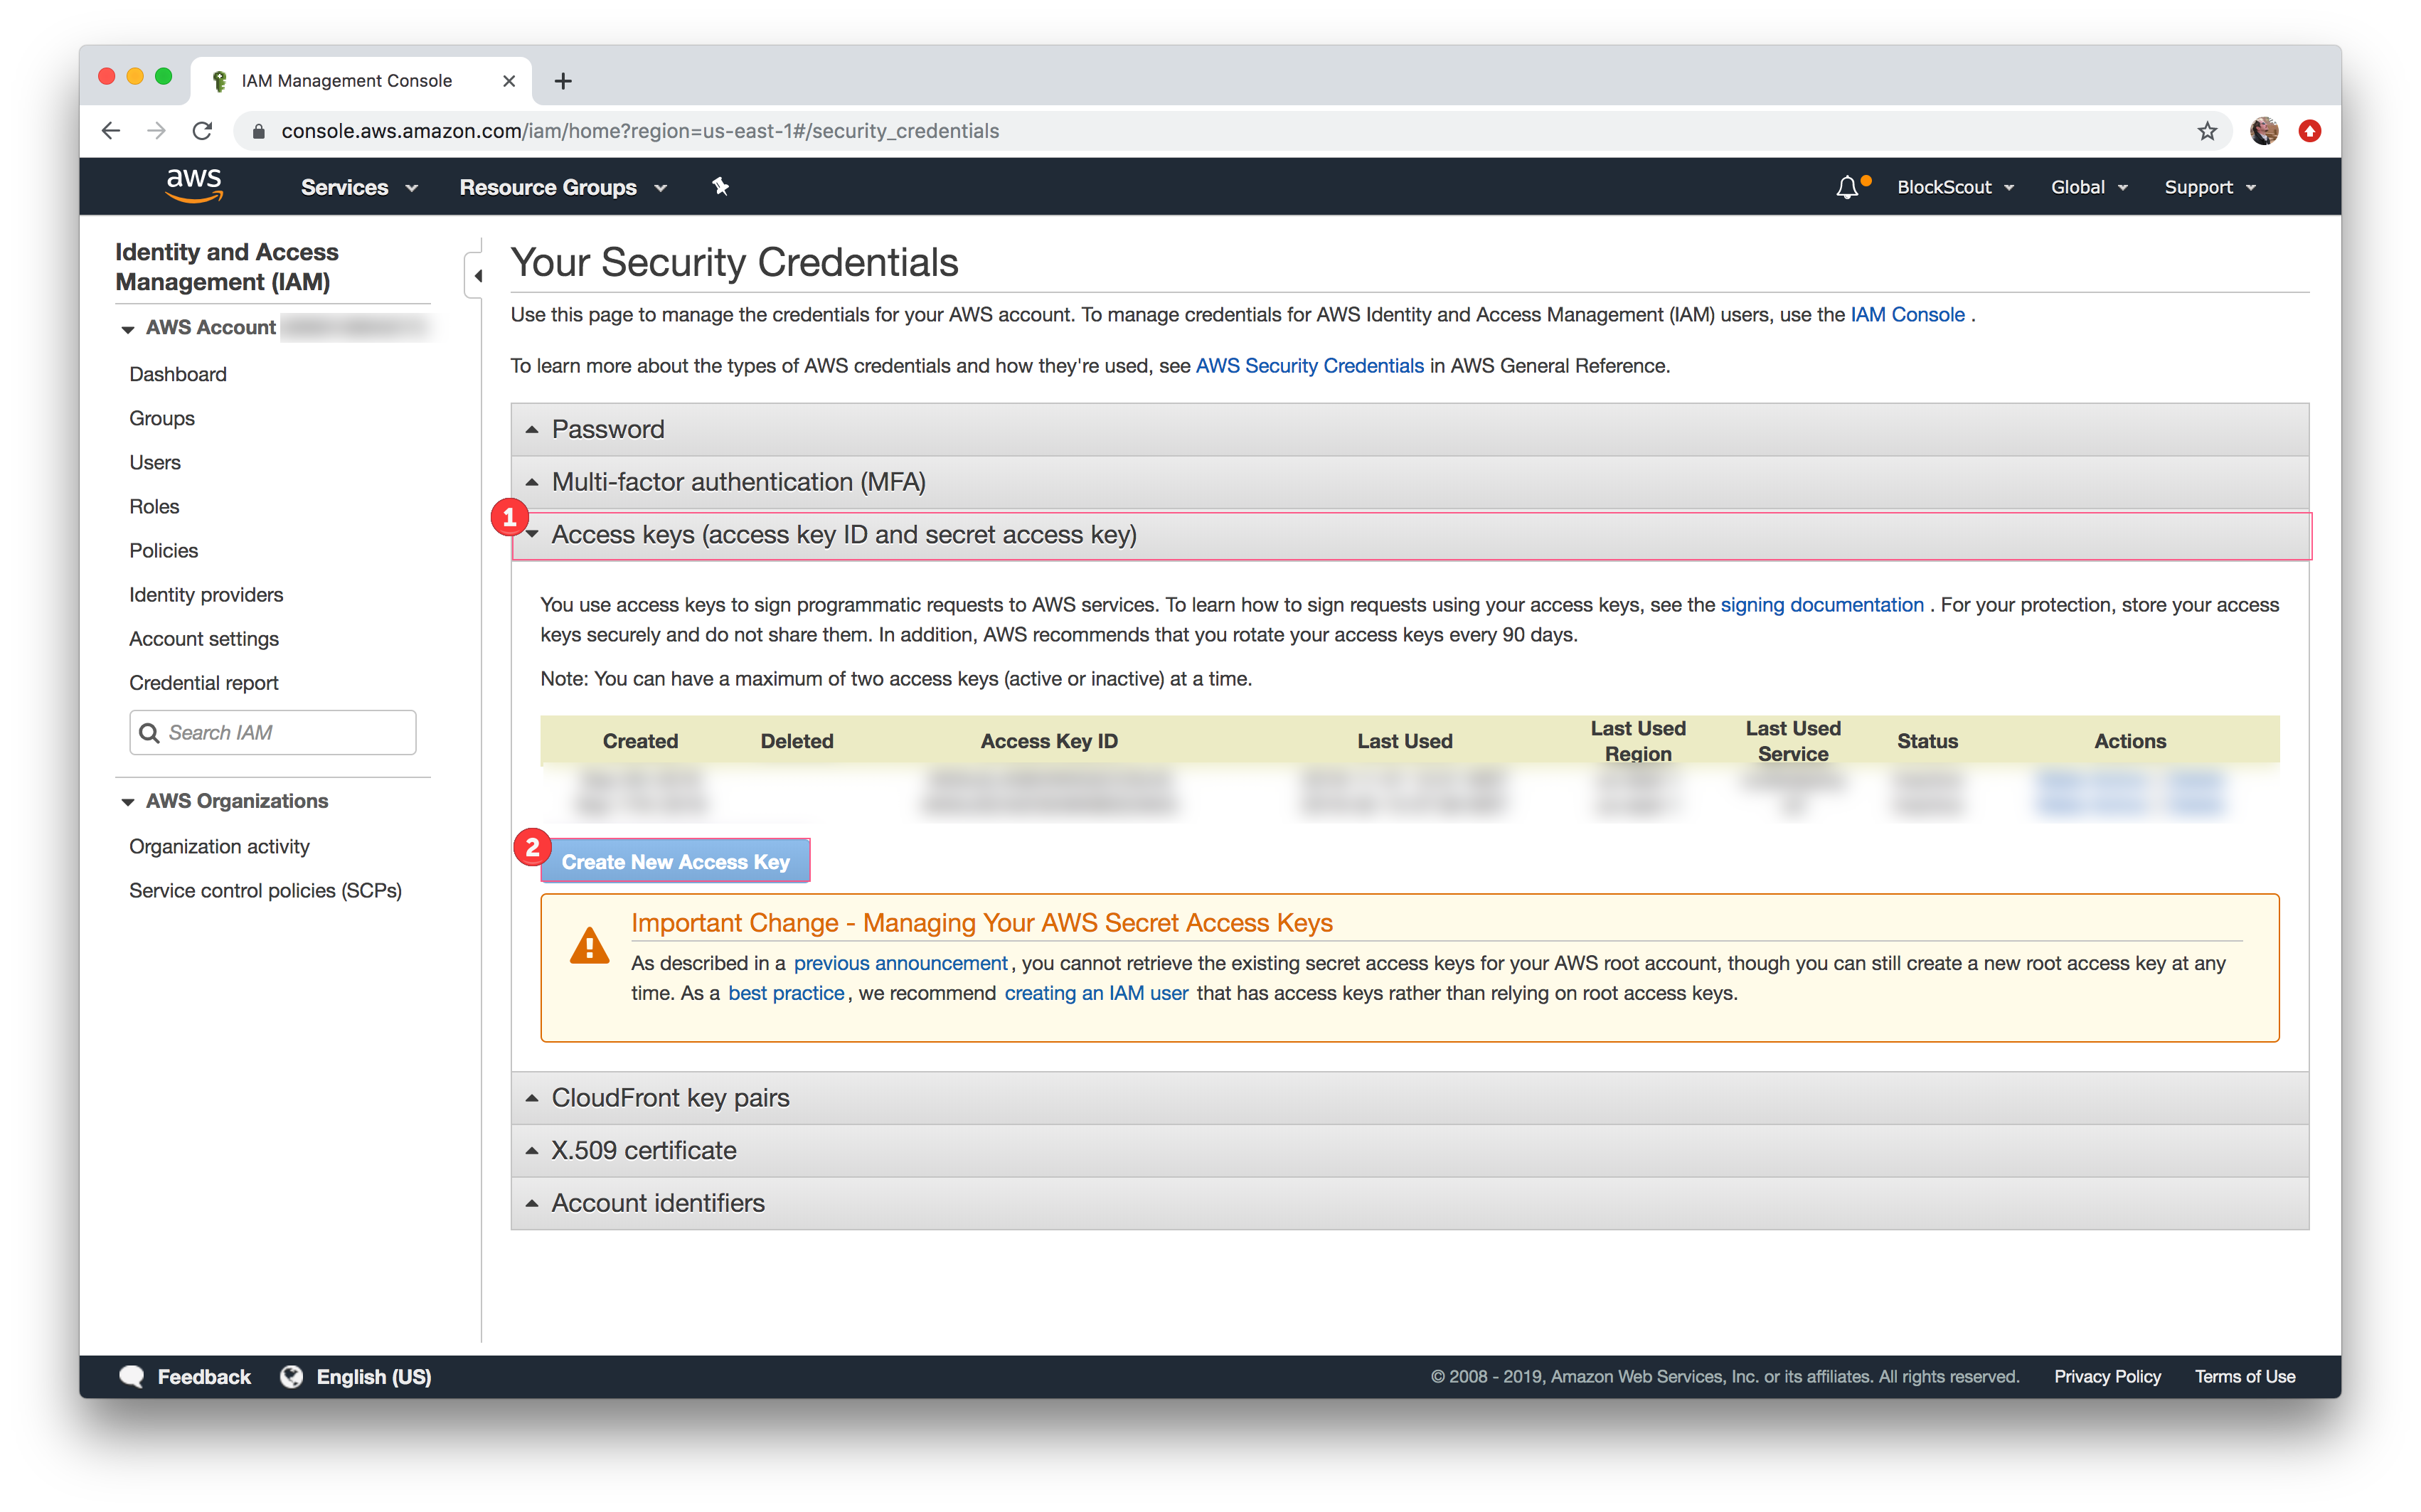 IAM Management Console
console.aws.amazon.com/iam/home?region=us-east-1#/security_credentials
aws
Services
Resource Groups
BlockScout
Global
Support
Identity and Access
Management (IAM)
AWS Account
Dashboard
Groups
Users
Roles
Policies
Identity providers
Account settings
Credential report
Search IAM
AWS Organizations
Organization activity
Service control policies (SCPs)
Your Security Credentials
Use this page to manage the credentials for your AWS account. To manage credentials for AWS Identity and Access Management (IAM) users, use the IAM Console .
To learn more about the types of AWS credentials and how they're used, see AWS Security Credentials in AWS General Reference.
Password
Multi-factor authentication (MFA)
1
Access keys (access key ID and secret access key)
You use access keys to sign programmatic requests to AWS services. To learn how to sign requests using your access keys, see the signing documentation . For your protection, store your access
keys securely and do not share them. In addition, AWS recommends that you rotate your access keys every 90 days.
Note: You can have a maximum of two access keys (active or inactive) at a time.
Created
Deleted
Access Key ID
Last Used
Last Used
Region
Last Used
Service
Status
Actions
2
Create New Access Key
Important Change - Managing Your AWS Secret Access Keys
As described in a previous announcement, you cannot retrieve the existing secret access keys for your AWS root account, though you can still create a new root access key at any
time. As a best practice, we recommend creating an IAM user that has access keys rather than relying on root access keys.
CloudFront key pairs
X.509 certificate
Account identifiers
Feedback
English (US)
© 2008 - 2019, Amazon Web Services, Inc. or its affiliates. All rights reserved.
Privacy Policy
Terms of Use